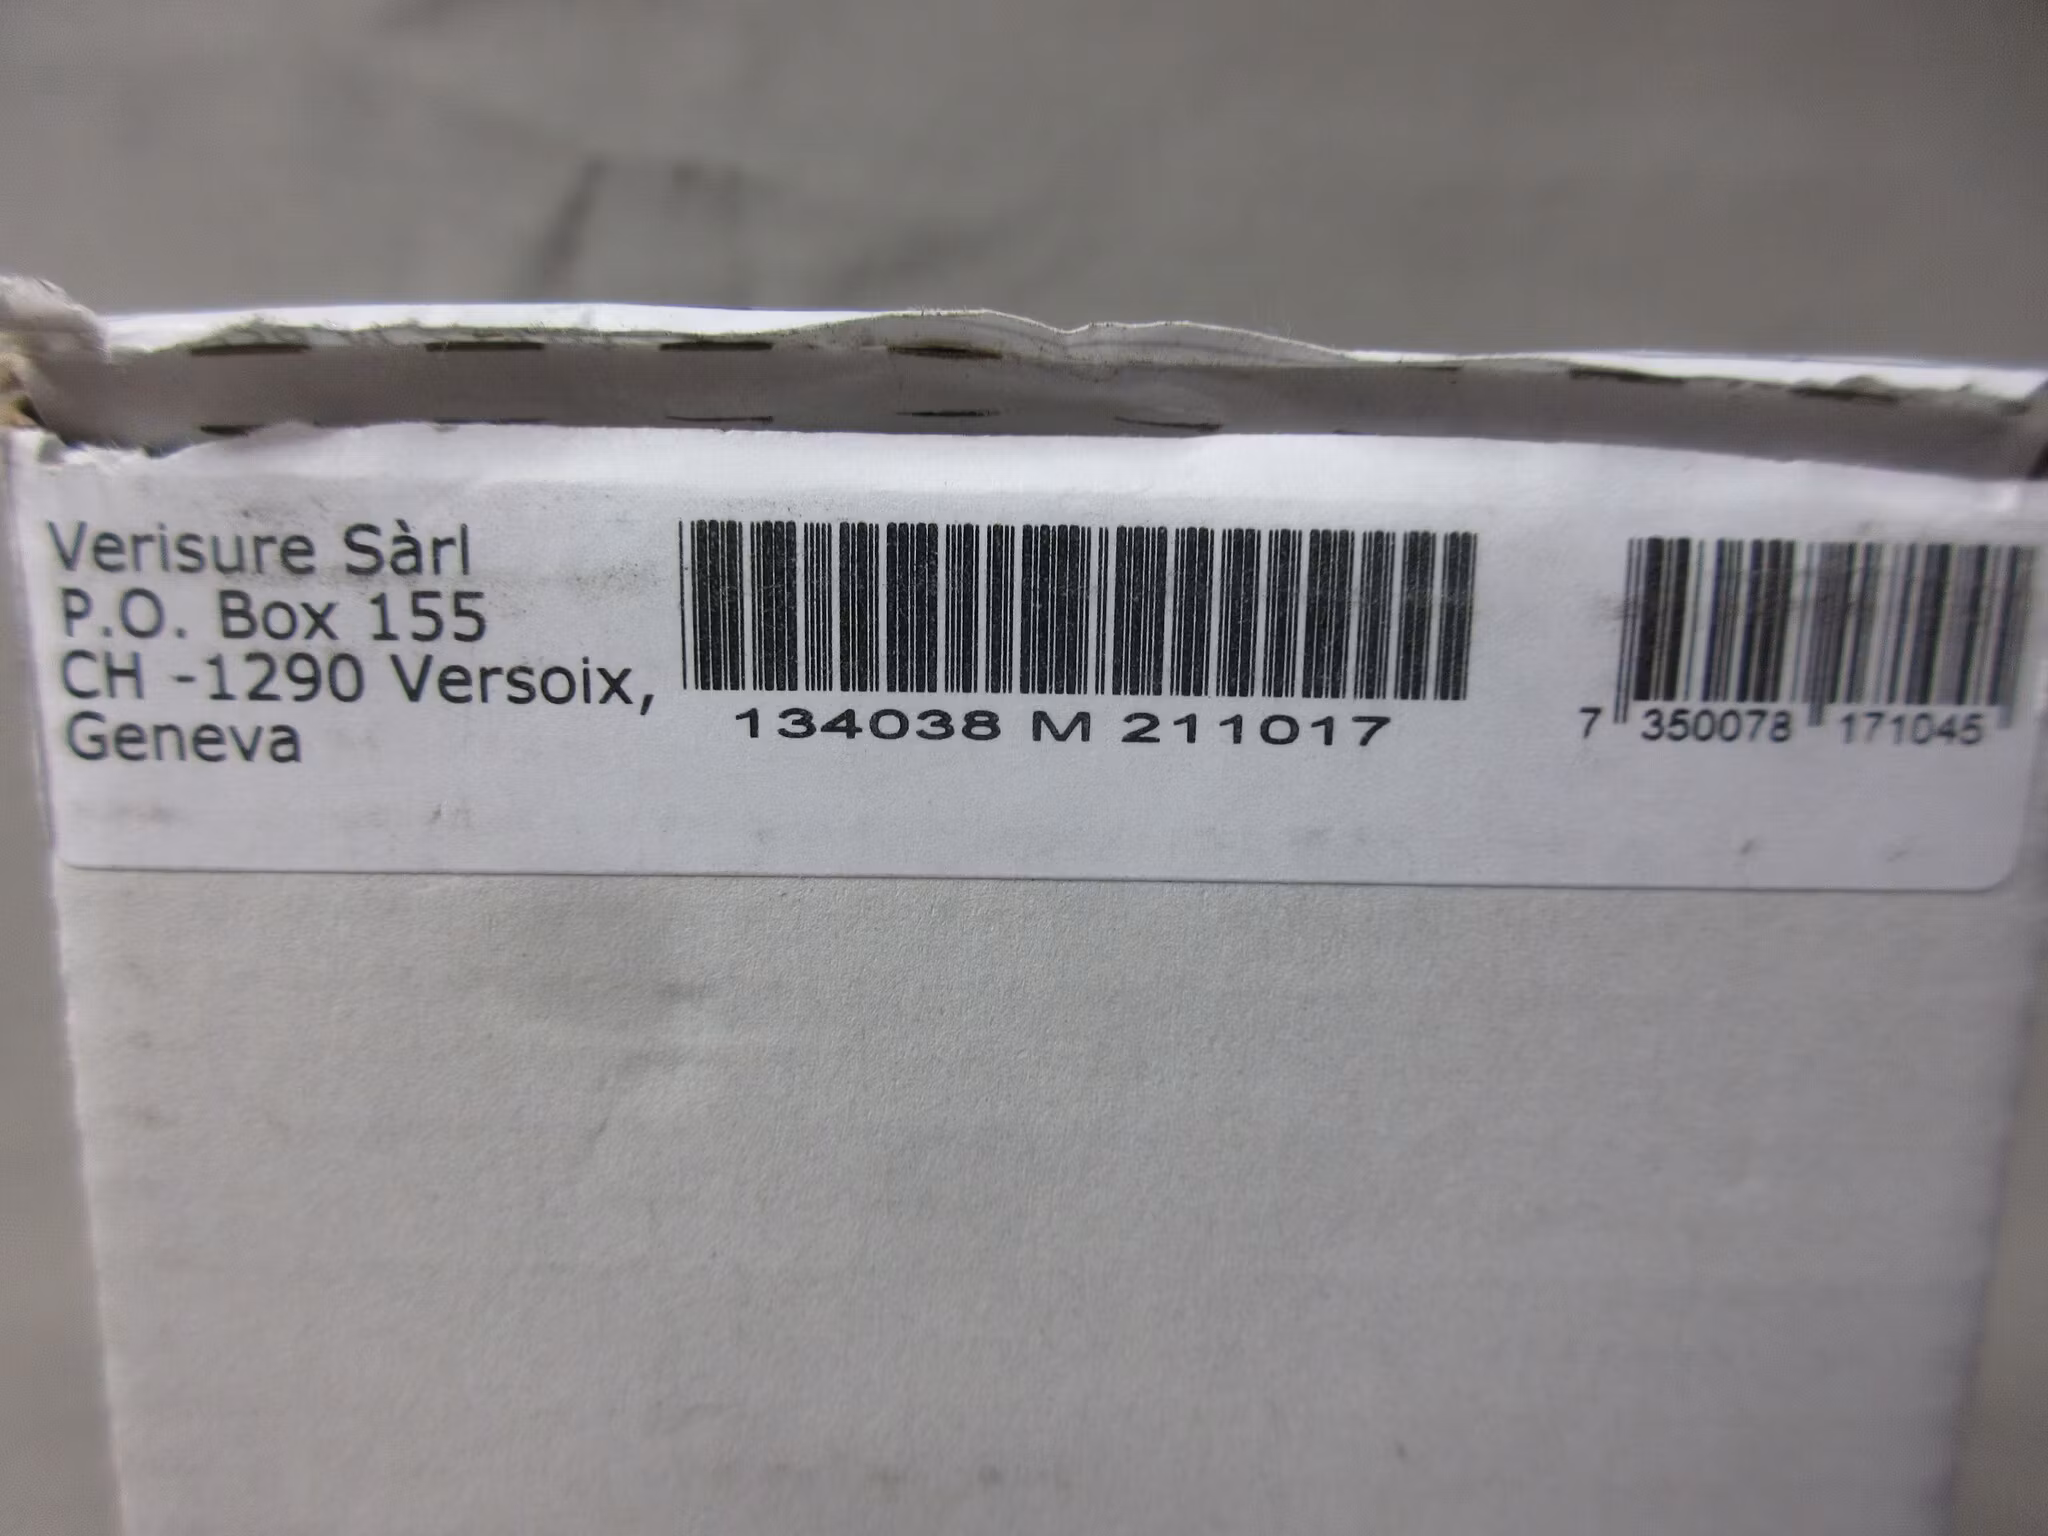 Verisure Sàrl
P.O. Box 155
CH -1290 Versoix,
Geneva
134038 M 211017
7 350078 171045